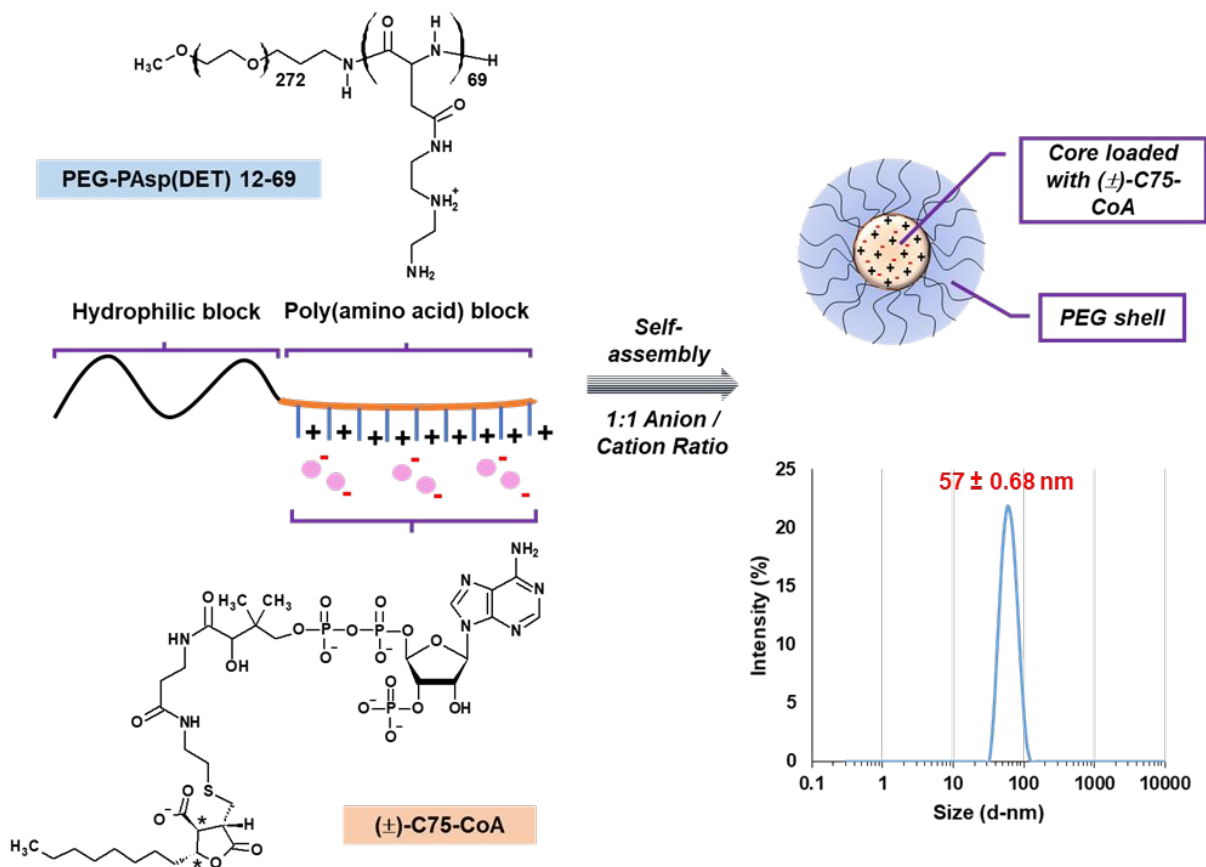 H₃C
O
O
272
N
H
O
H
N
H
69
O
NH
NH₂
+
NH₂
PEG-PAsp(DET) 12-69
Hydrophilic block
Poly(amino acid) block
+ + + + + + + + +
- - - - - -
Self-
assembly
1:1 Anion /
Cation Ratio
Core loaded
with (±)-C75-
CoA
+ -
PEG shell
57 ± 0.68 nm
25
20
15
10
5
0
Intensity (%)
0.1 1 10 100 1000 10000
Size (d-nm)
NH₂
N
N
N
N
O
H₃C
CH₃
O
O
N
H
OH
O
P
O
P
O
O⁻
O⁻
O
O
P
O
O⁻
O⁻
OH
O
N
H
S
O
O⁻
*
H
H₃C
O
*
O
(±)-C75-CoA